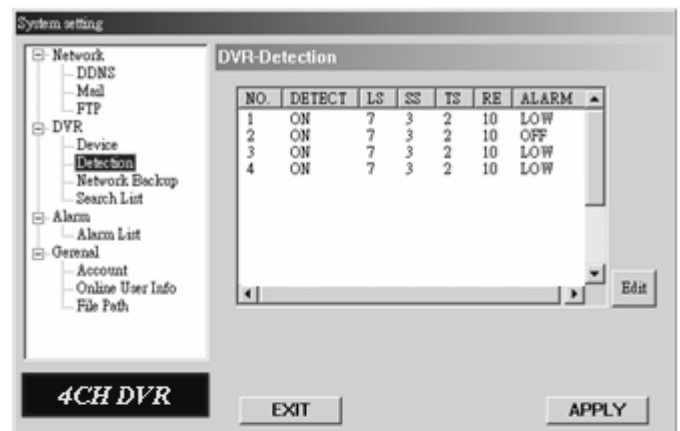 System setting
Network
DDNS
Mail
FTP
DVR
Device
Detection
Network Backup
Search List
Alarm
Alarm List
Gerenal
Account
Online User Info
File Path
4CH DVR
DVR-Detection
NO. DETECT LS SS TS RE ALARM
1 ON 7 3 2 10 LOW
2 ON 7 3 2 10 OFF
3 ON 7 3 2 10 LOW
4 ON 7 3 2 10 LOW
Edit
EXIT APPLY